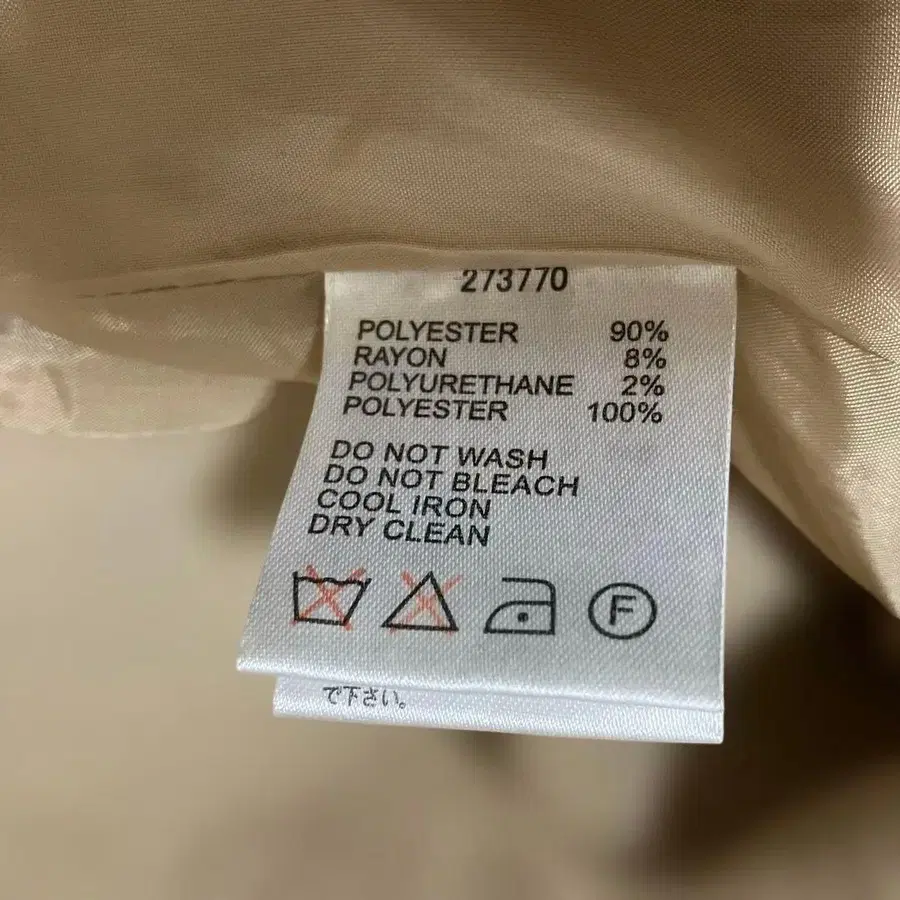 273770
POLYESTER 90%
RAYON 8%
POLYURETHANE 2%
POLYESTER 100%
DO NOT WASH
DO NOT BLEACH
COOL IRON
DRY CLEAN
F
で下さい。